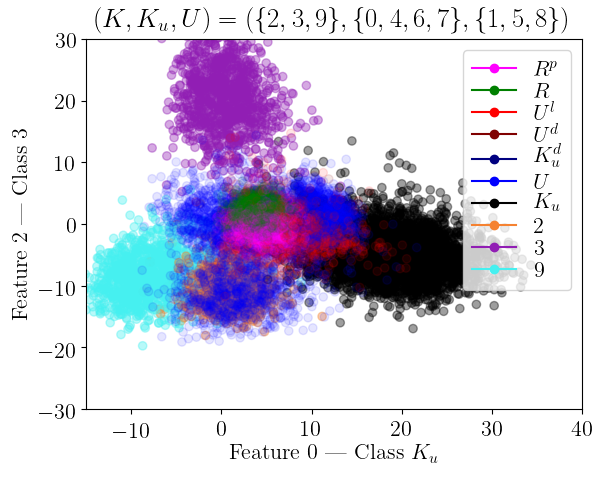 (K, K_u, U) = ({2, 3, 9}, {0, 4, 6, 7}, {1, 5, 8})
30
20
10
0
−10
−20
−30
Feature 2 — Class 3
R^p
R
U^l
U^d
K_u^d
U
K_u
2
3
9
−10
0
10
20
30
40
Feature 0 — Class K_u